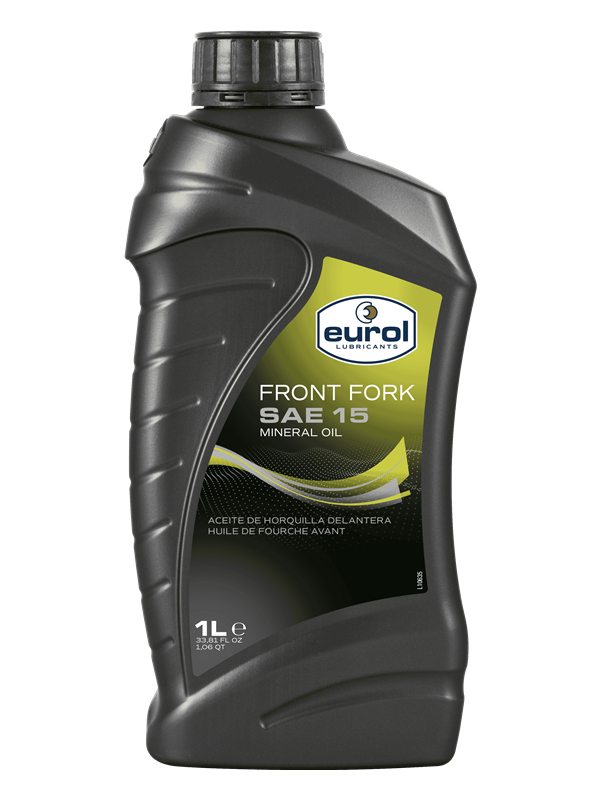 eurol
LUBRICANTS
FRONT FORK
SAE 15
MINERAL OIL
ACEITE DE HORQUILLA DELANTERA
HUILE DE FOURCHE AVANT
L10635
1L ℮
33,81 FL OZ
1,06 QT